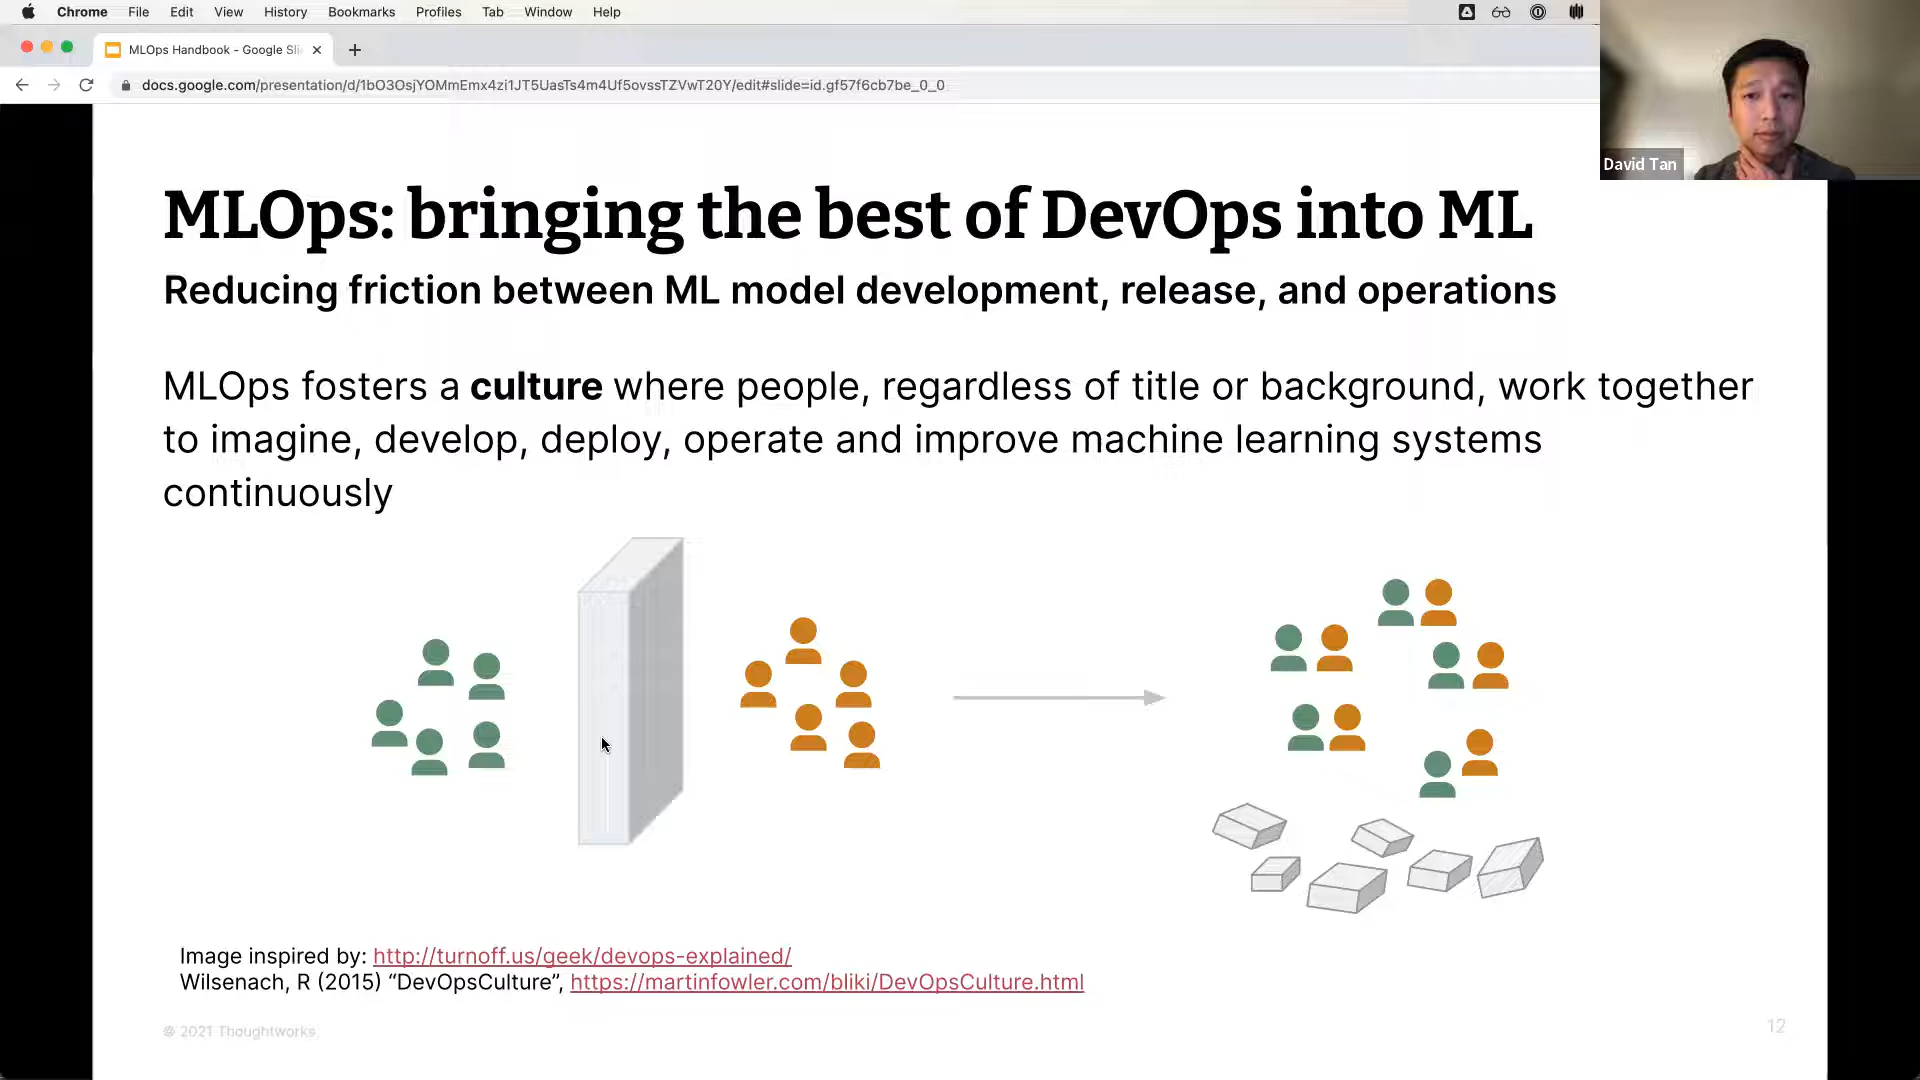 Chrome File Edit View History Bookmarks Profiles Tab Window Help
MLOps Handbook - Google Sli
docs.google.com/presentation/d/1bO3OsjYOMmEmx4zi1JT5UasTs4m4Uf5ovssTZVwT20Y/edit#slide=id.gf57f6cb7be_0_0
David Tan
MLOps: bringing the best of DevOps into ML
Reducing friction between ML model development, release, and operations
MLOps fosters a culture where people, regardless of title or background, work together
to imagine, develop, deploy, operate and improve machine learning systems
continuously
Image inspired by: http://turnoff.us/geek/devops-explained/
Wilsenach, R (2015) “DevOpsCulture”, https://martinfowler.com/bliki/DevOpsCulture.html
© 2021 Thoughtworks
12